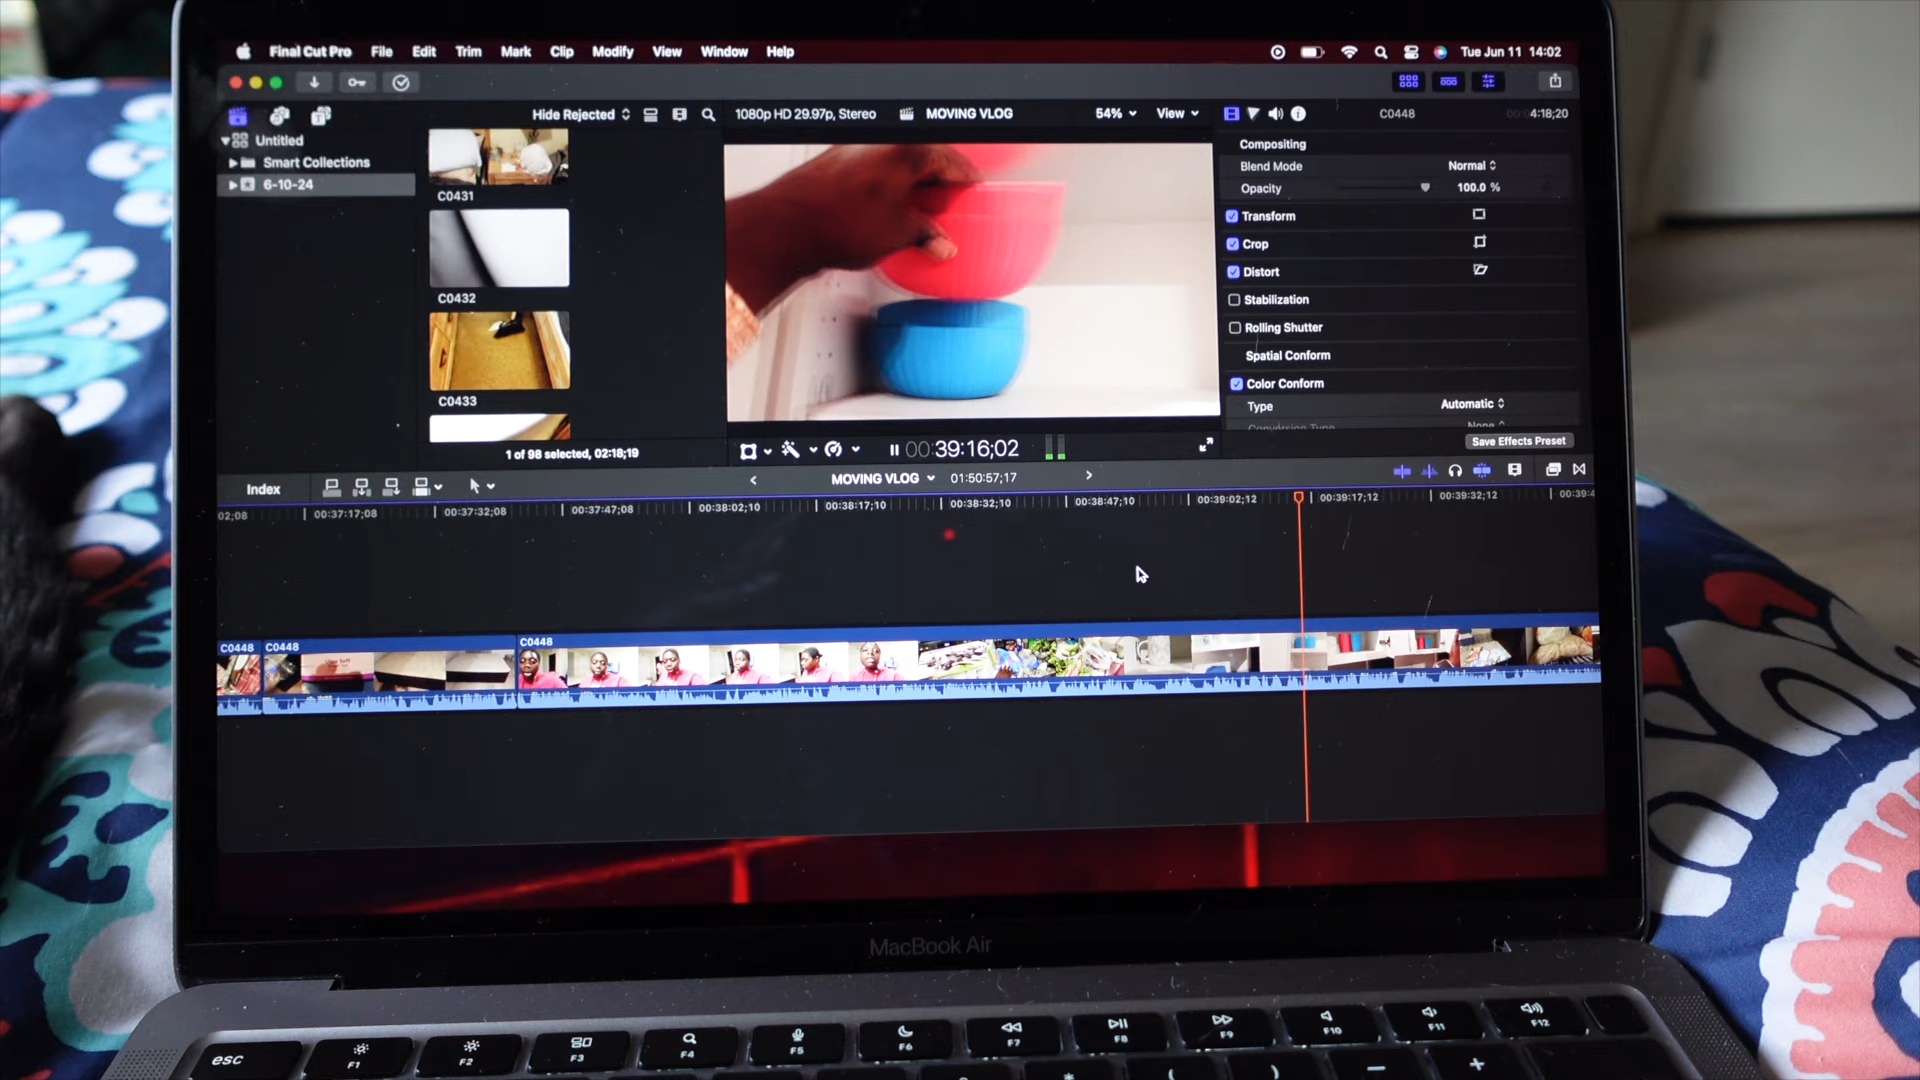 Final Cut Pro File Edit Trim Mark Clip Modify View Window Help Tue Jun 11 14:02
Hide Rejected
1080p HD 29.97p, Stereo MOVING VLOG 54% View
C0448 4:18;20
Untitled
Smart Collections
6-10-24
C0431
C0432
C0433
1 of 98 selected, 02:18;19
Compositing
Blend Mode Normal
Opacity 100.0 %
Transform
Crop
Distort
Stabilization
Rolling Shutter
Spatial Conform
Color Conform
Type Automatic
Conversion Type None
Save Effects Preset
00:39:16;02
Index
MOVING VLOG 01:50:57;17
02;08 00:37:17;08 00:37:32;08 00:37:47;08 00:38:02;10 00:38:17;10 00:38:32;10 00:38:47;10 00:39:02;12 00:39:17;12 00:39:32;12 00:39:4
C0448 C0448 C0448
MacBook Air
esc F1 F2 F3 F4 F5 F6 F7 F8 F9 F10 F11 F12